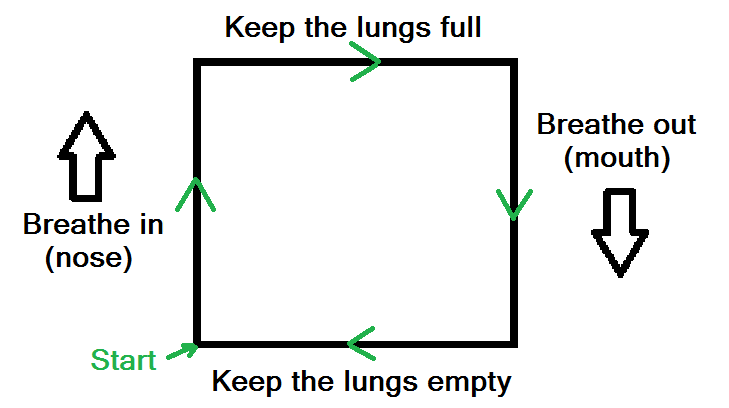 Keep the lungs full
Breathe out
(mouth)
Breathe in
(nose)
Start
Keep the lungs empty